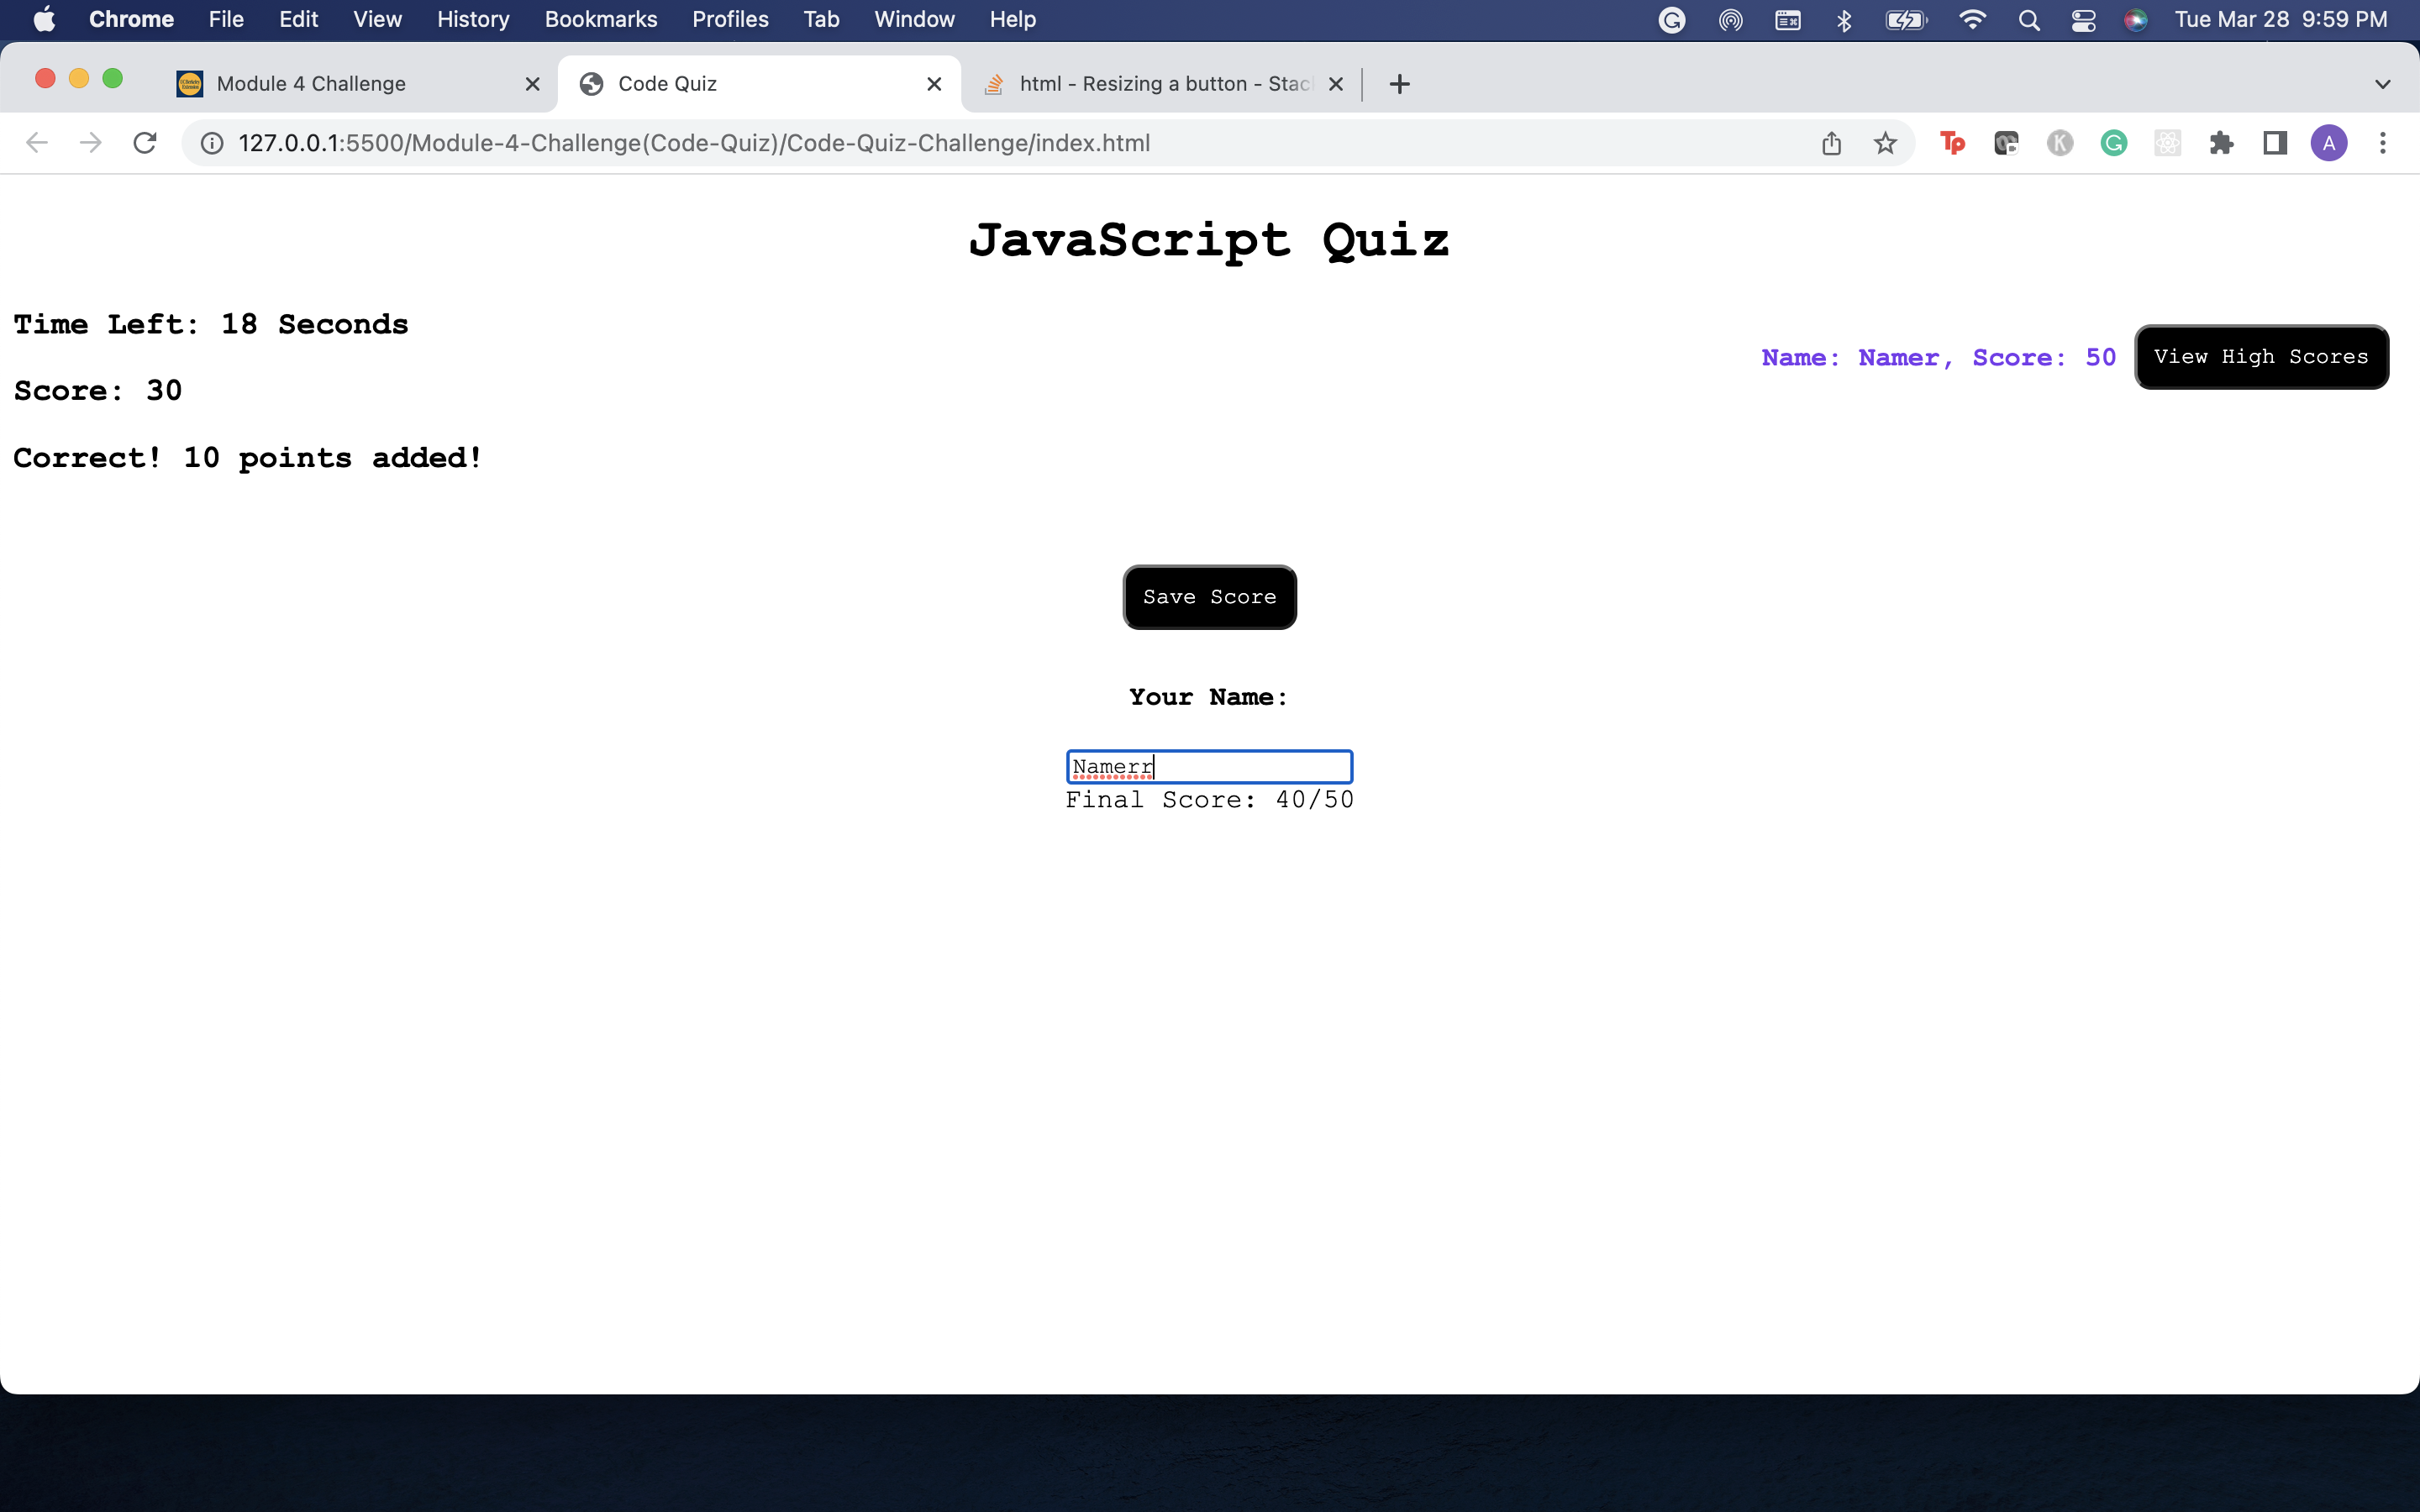 Chrome File Edit View History Bookmarks Profiles Tab Window Help Tue Mar 28 9:59 PM
Module 4 Challenge Code Quiz html - Resizing a button - Stac
127.0.0.1:5500/Module-4-Challenge(Code-Quiz)/Code-Quiz-Challenge/index.html Tp K G A
JavaScript Quiz
Time Left: 18 Seconds
Name: Namer, Score: 50 View High Scores
Score: 30
Correct! 10 points added!
Save Score
Your Name:
Namerr
Final Score: 40/50